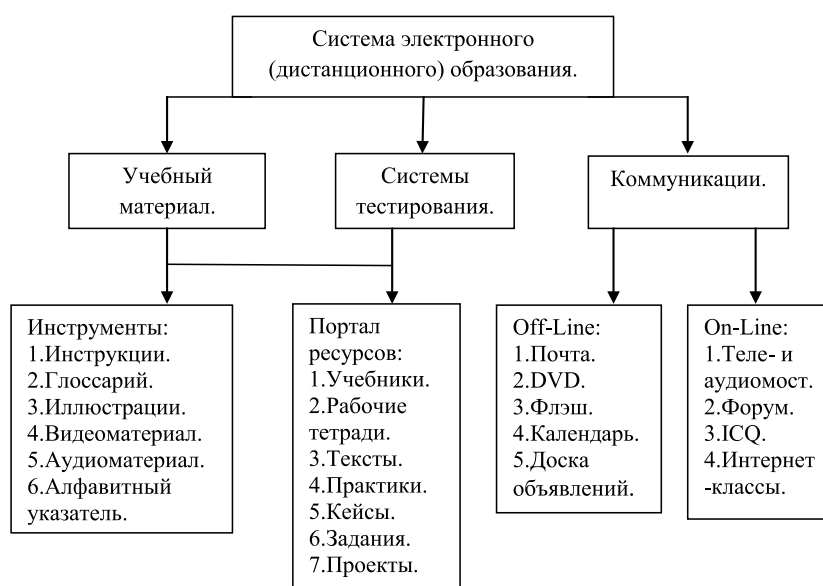 Система электронного
(дистанционного) образования.
Учебный
материал.
Системы
тестирования.
Коммуникации.
Инструменты:
1.Инструкции.
2.Глоссарий.
3.Иллюстрации.
4.Видеоматериал.
5.Аудиоматериал.
6.Алфавитный
указатель.
Портал
ресурсов:
1.Учебники.
2.Рабочие
тетради.
3.Тексты.
4.Практики.
5.Кейсы.
6.Задания.
7.Проекты.
Off-Line:
1.Почта.
2.DVD.
3.Флэш.
4.Календарь.
5.Доска
объявлений.
On-Line:
1.Теле- и
аудиомост.
2.Форум.
3.ICQ.
4.Интернет
-классы.